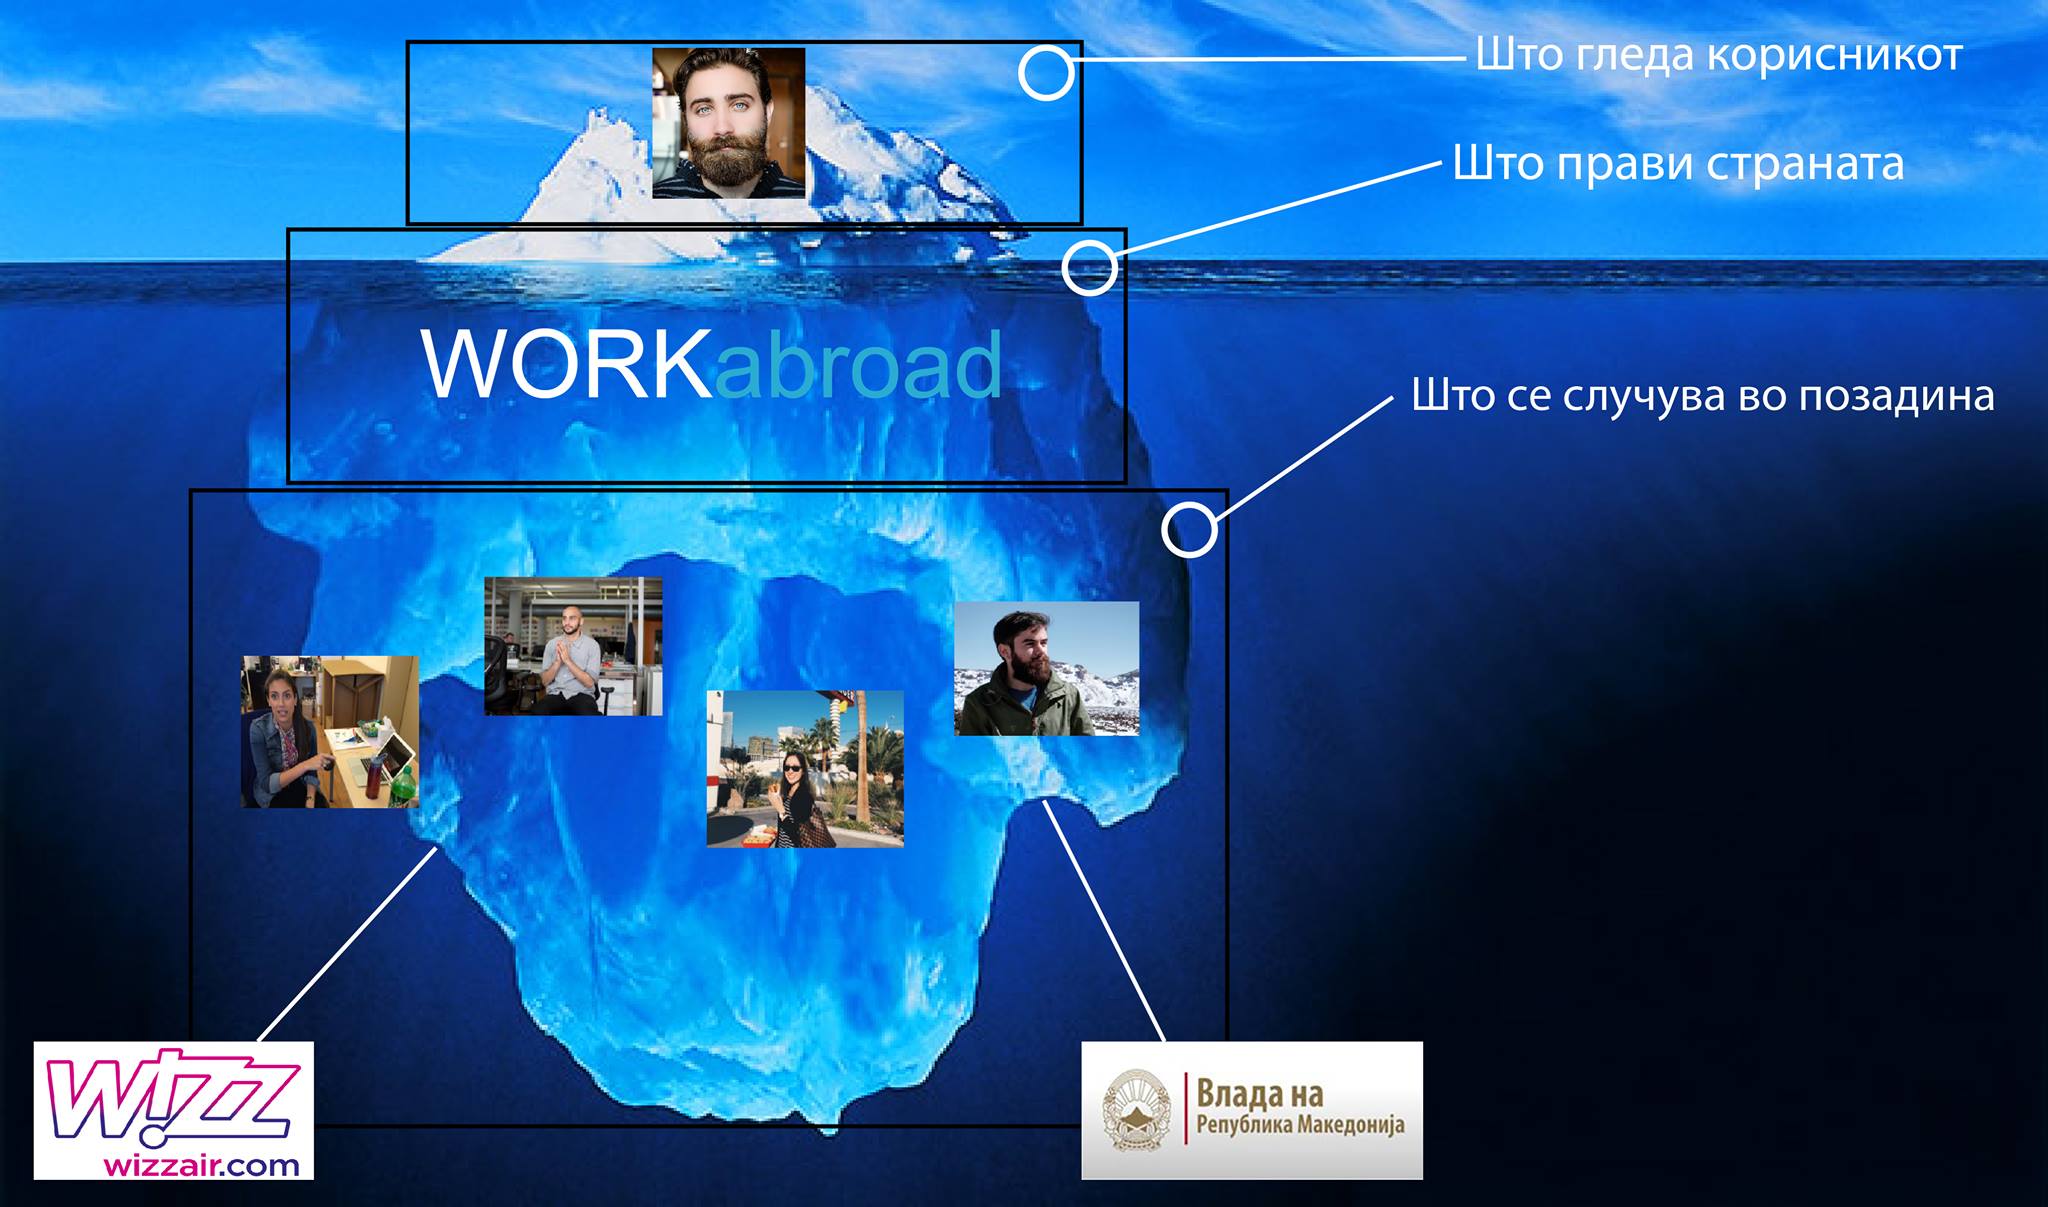 Што гледа корисникот
Што прави страната
WORKabroad
Што се случува во позадина
WIZZ
wizzair.com
Влада на
Република Македонија